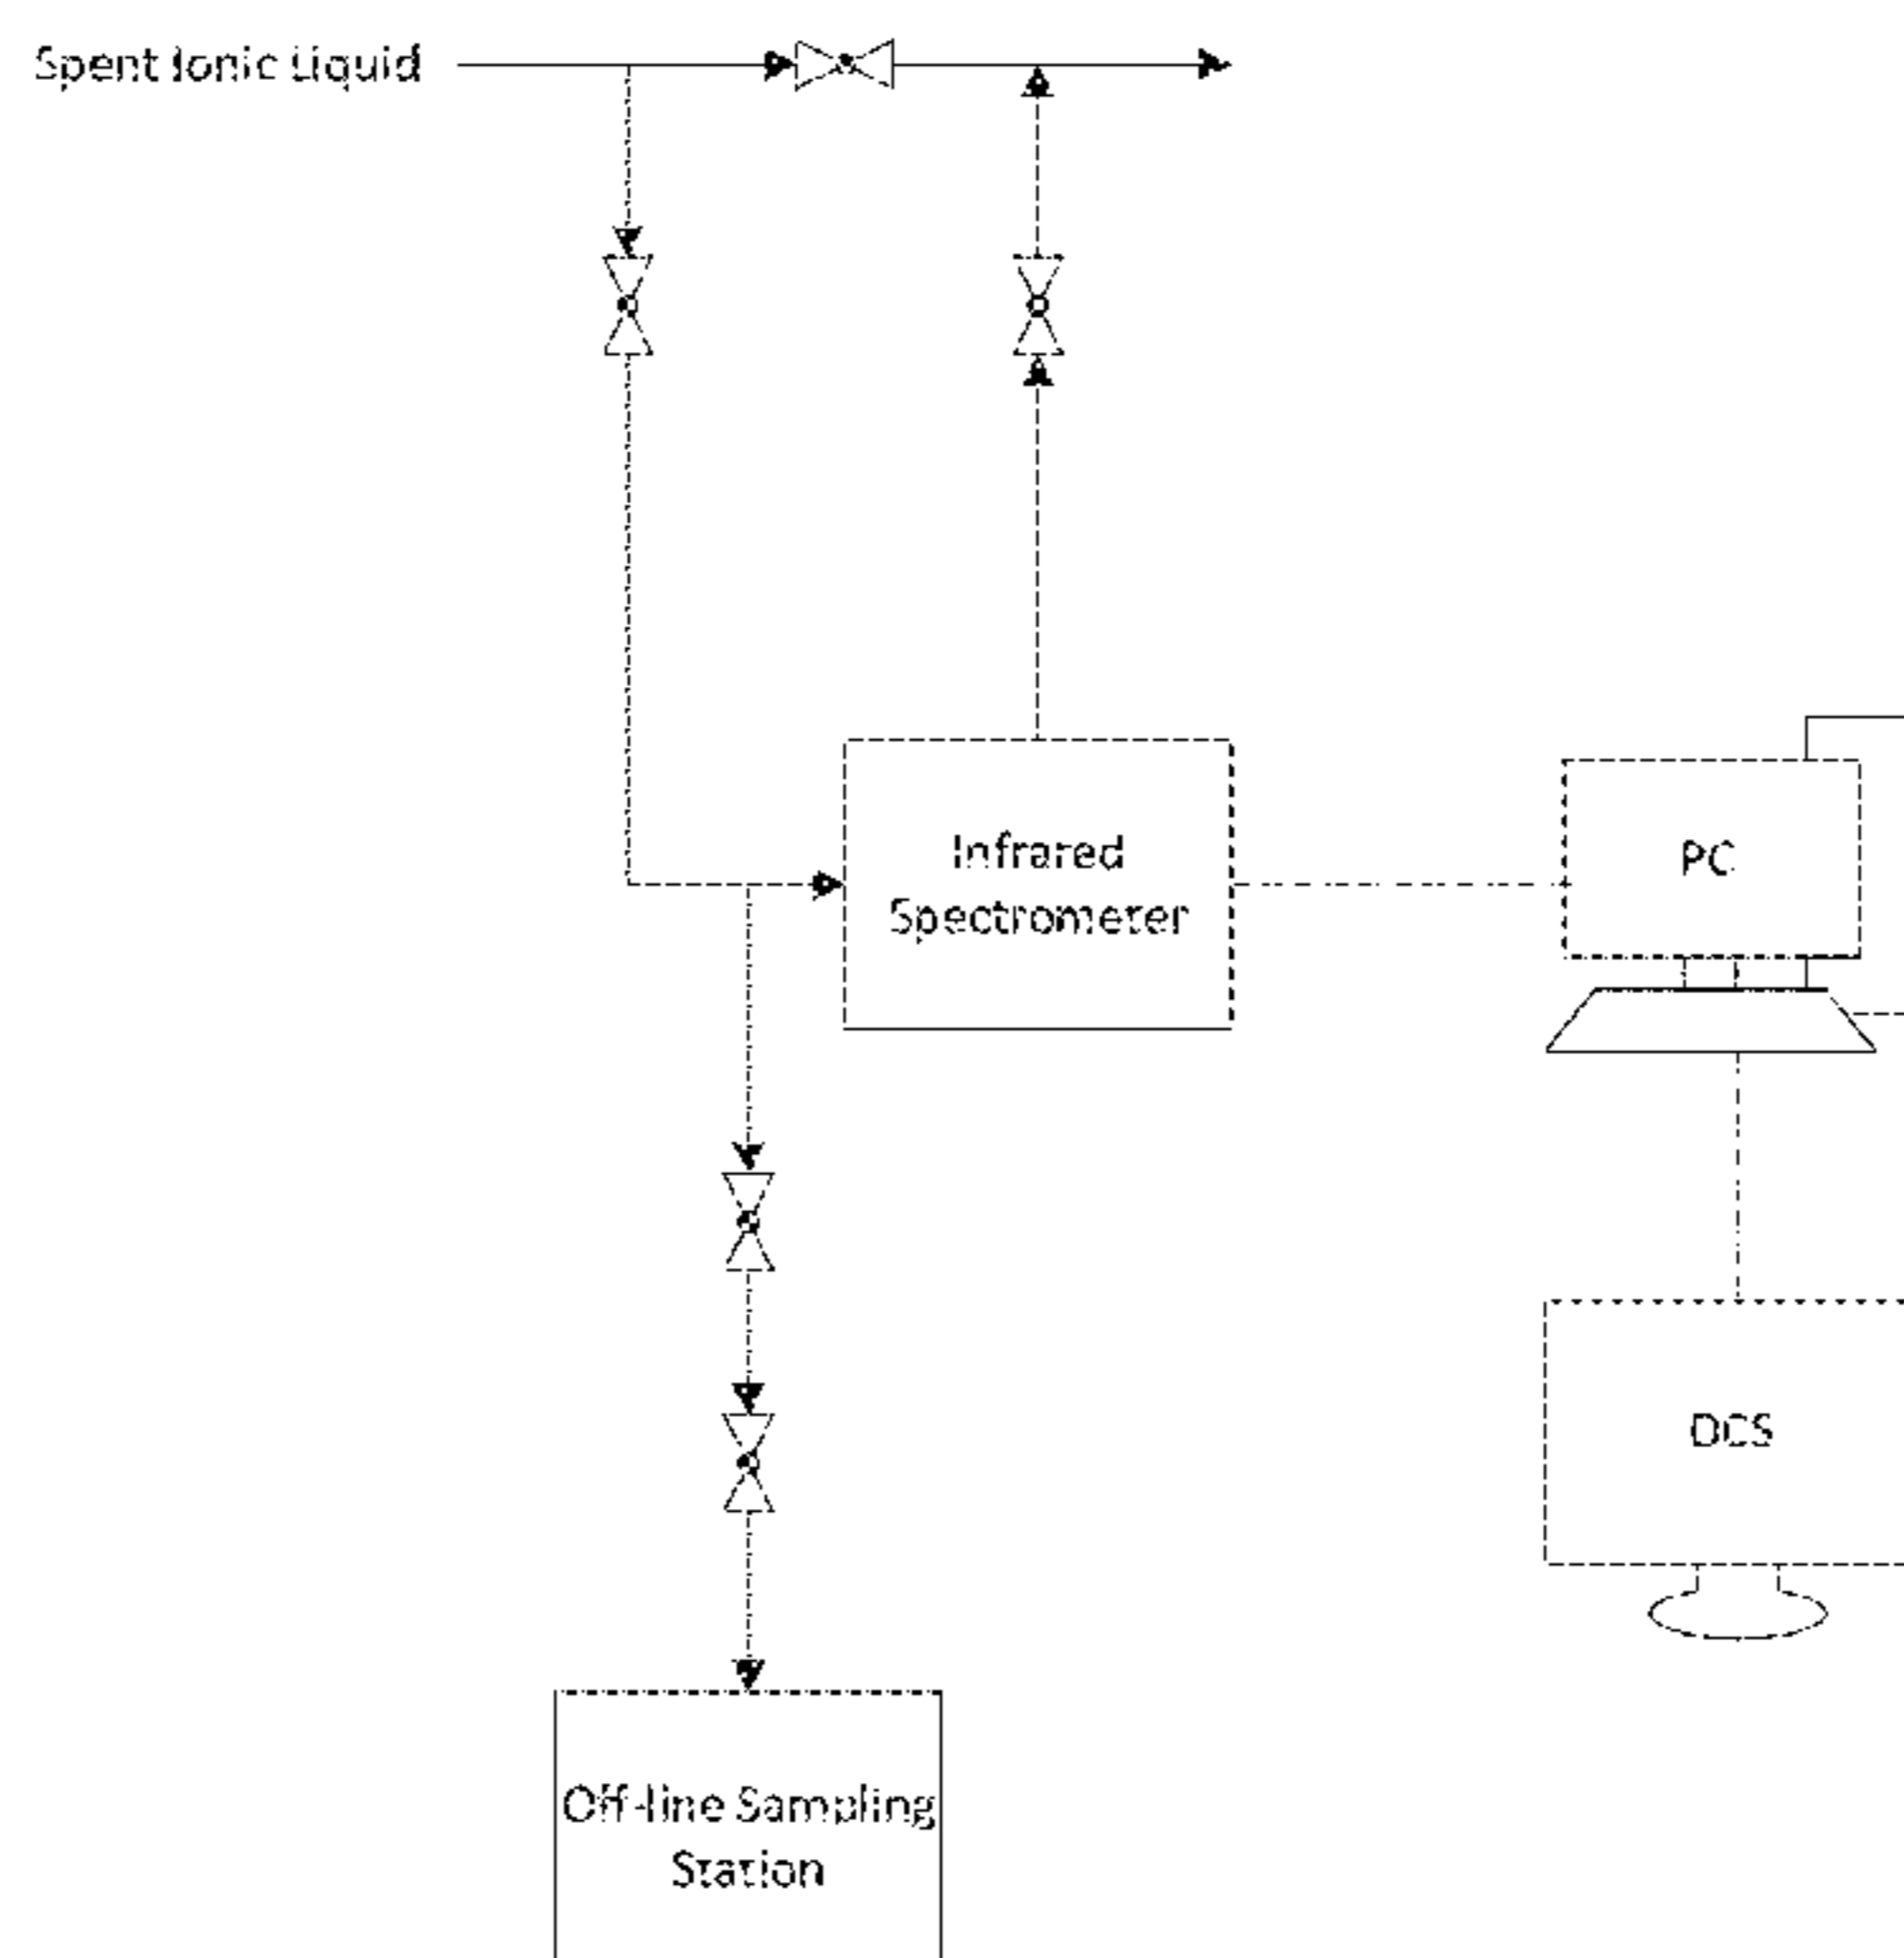 Spent Ionic Liquid
Infrared
Spectrometer
PC
DCS
Off-line Sampling
Station